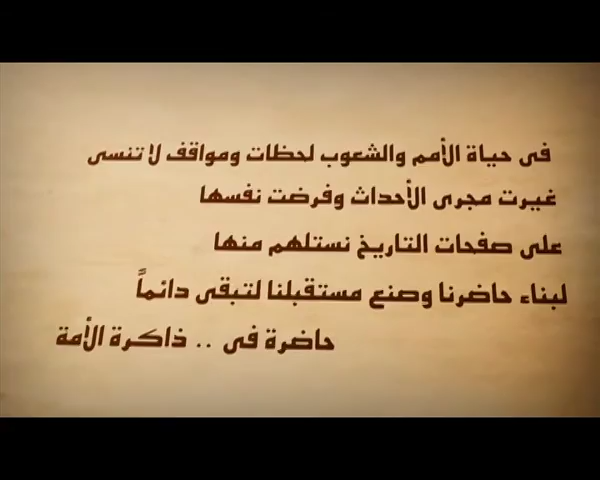 فى حياة الأمم والشعوب لحظات ومواقف لا تنسى
غيرت مجرى الأحداث وفرضت نفسها
على صفحات التاريخ نستلهم منها
لبناء حاضرنا وصنع مستقبلنا لتبقى دائماً
حاضرة فى .. ذاكرة الأمة